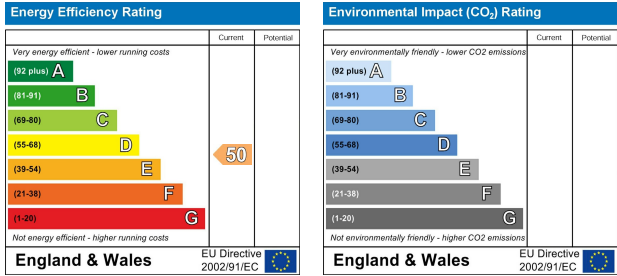 Energy Efficiency Rating
Current Potential
Very energy efficient - lower running costs
(92 plus) A
(81-91) B
(69-80) C
(55-68) D
(39-54) E
50
(21-38) F
(1-20) G
Not energy efficient - higher running costs
England & Wales
EU Directive
2002/91/EC
Environmental Impact (CO2) Rating
Current Potential
Very environmentally friendly - lower CO2 emissions
(92 plus) A
(81-91) B
(69-80) C
(55-68) D
(39-54) E
(21-38) F
(1-20) G
Not environmentally friendly - higher CO2 emissions
England & Wales
EU Directive
2002/91/EC